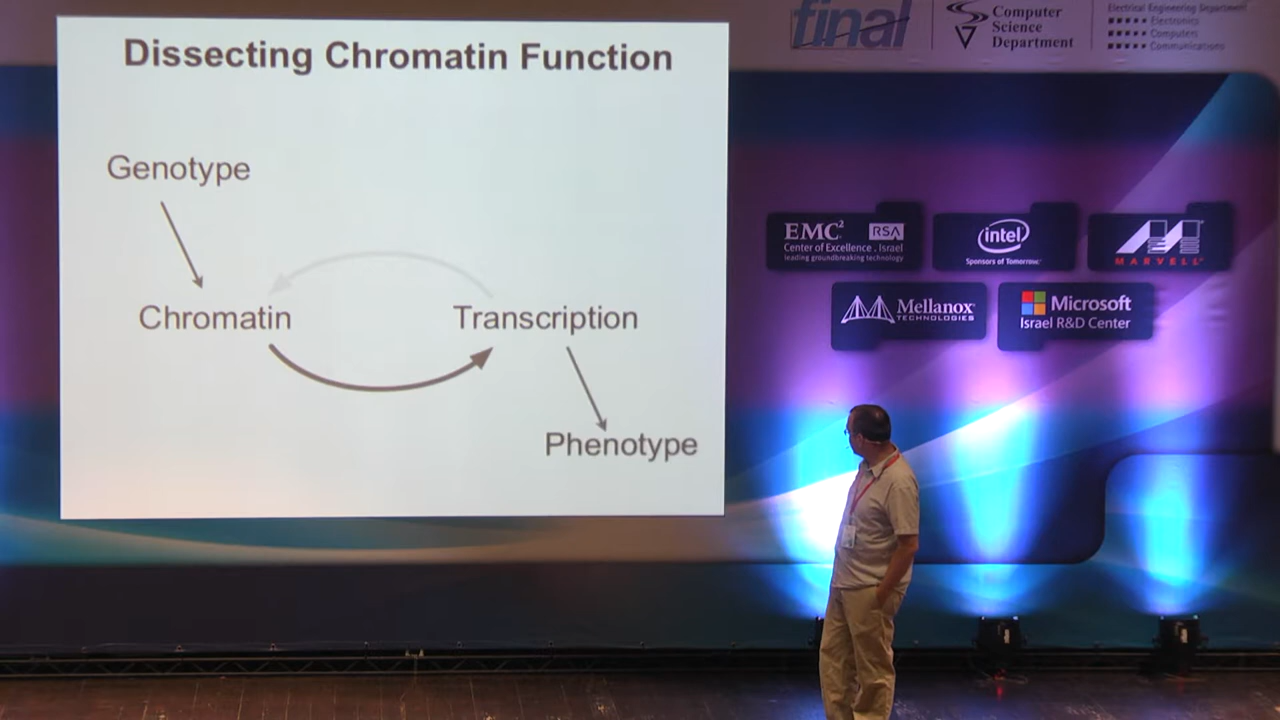 Dissecting Chromatin Function
Genotype
Chromatin
Transcription
Phenotype
final
Computer
Science
Department
Electrical Engineering Department
Electronics
Computers
Communications
EMC²
RSA
Center of Excellence . Israel
leading groundbreaking technology
intel
Sponsors of Tomorrow.™
MARVELL®
Mellanox
TECHNOLOGIES
Microsoft
Israel R&D Center